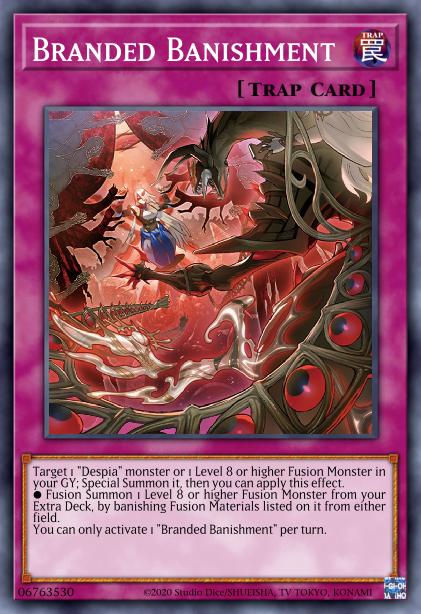 BRANDED BANISHMENT
TRAP
罠
[TRAP CARD]
Target 1 "Despia" monster or 1 Level 8 or higher Fusion Monster in
your GY; Special Summon it, then you can apply this effect.
● Fusion Summon 1 Level 8 or higher Fusion Monster from your
Extra Deck, by banishing Fusion Materials listed on it from either
field.
You can only activate 1 "Branded Banishment" per turn.
06763530
©2020 Studio Dice/SHUEISHA, TV TOKYO, KONAMI